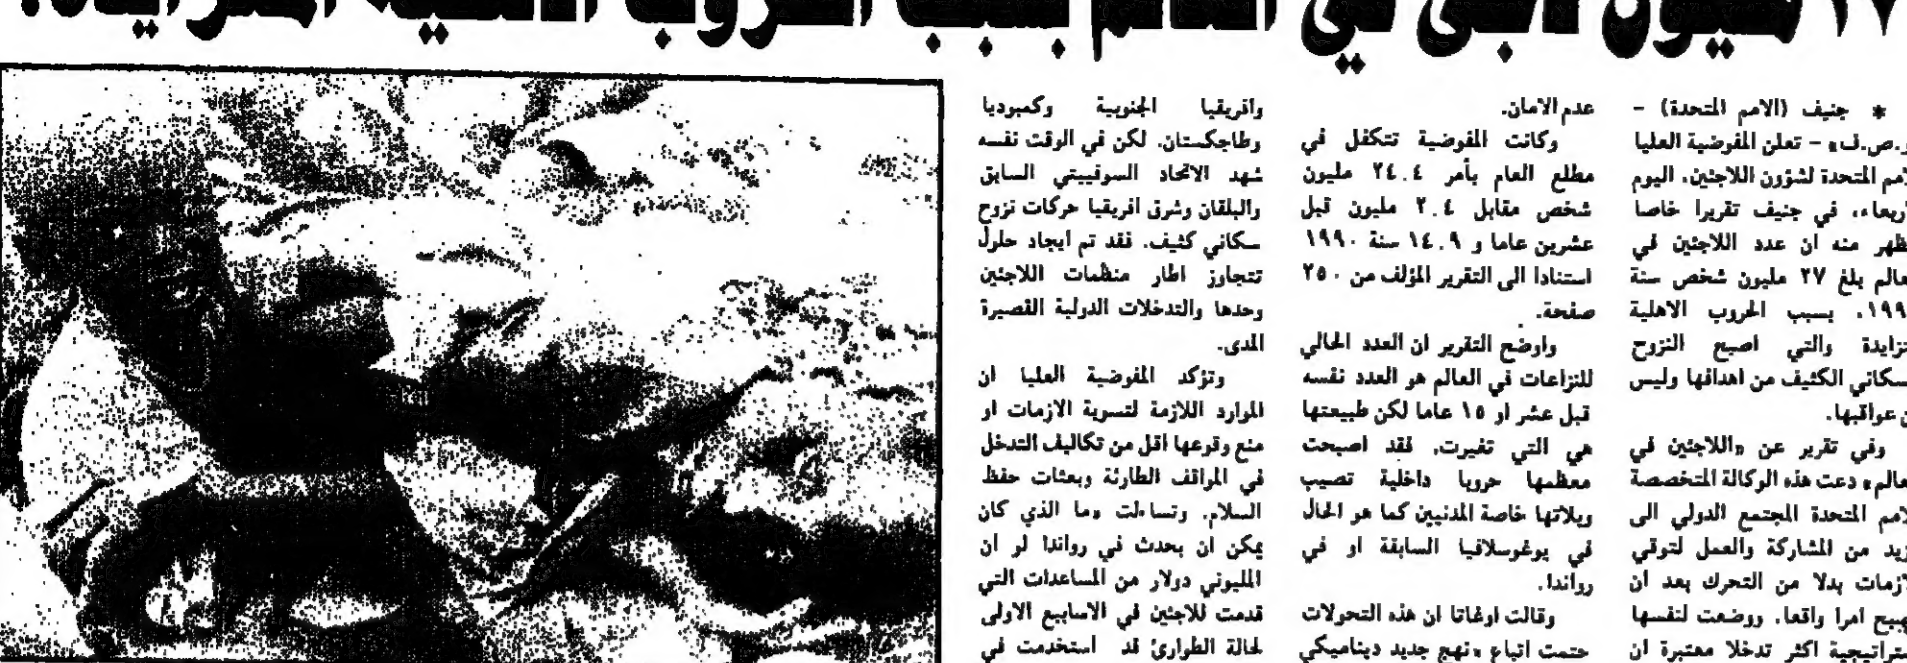 ٢٧ مليون لاجئ في العالم بسبب الحروب الاهلية المتزايدة
* جنيف (الامم المتحدة) -
و.ص.ف» - تعلن المفوضية العليا
لامم المتحدة لشؤون اللاجئين، اليوم
لاربعاء، في جنيف تقريرا خاصا
يظهر منه ان عدد اللاجئين في
لعالم بلغ ٢٧ مليون شخص سنة
١٩٩، بسبب الحروب الاهلية
تزايدة والتي اصبح النزوح
سكاني الكثيف من اهدافها وليس
ن عواقبها.
وفي تقرير عن «اللاجئين في
عالم» دعت هذه الوكالة المتخصصة
لامم المتحدة المجتمع الدولي الى
زيد من المشاركة والعمل لتوقي
لازمات بدلا من التحرك بعد ان
صبح امرا واقعا. ووضعت لنفسها
ستراتيجية اكثر تدخلا معتبرة ان
عدم الامان.
وكانت المفوضية تتكفل في
مطلع العام بأمر ٢٤.٤ مليون
شخص مقابل ٢.٤ مليون قبل
عشرين عاما و ١٤.٩ سنة ١٩٩٠
استنادا الى التقرير المؤلف من ٢٥٠
صفحة.
واوضح التقرير ان العدد الحالي
للنزاعات في العالم هو العدد نفسه
قبل عشر او ١٥ عاما لكن طبيعتها
هي التي تغيرت، فقد اصبحت
معظمها حروبا داخلية تصيب
ويلاتها خاصة المدنيين كما هو الحال
في يوغوسلافيا السابقة او في
رواندا.
وقالت اوغاتا ان هذه التحولات
حتمت اتباع «نهج جديد ديناميكي
وافريقيا الجنوبية وكمبوديا
وطاجكستان. لكن في الوقت نفسه
شهد الاتحاد السوفييتي السابق
والبلقان وشرق افريقيا حركات نزوح
سكاني كثيف. فقد تم ايجاد حلول
تتجاوز اطار منظمات اللاجئين
وحدها والتدخلات الدولية القصيرة
المدى.
وتؤكد المفوضية العليا ان
الموارد اللازمة لتسوية الازمات او
منع وقوعها اقل من تكاليف التدخل
في المواقف الطارئة وبعثات حفظ
السلام. وتساءلت «ما الذي كان
يمكن ان يحدث في رواندا لو ان
المليوني دولار من المساعدات التي
قدمت للاجئين في الاسابيع الاولى
لحالة الطوارئ قد استخدمت في